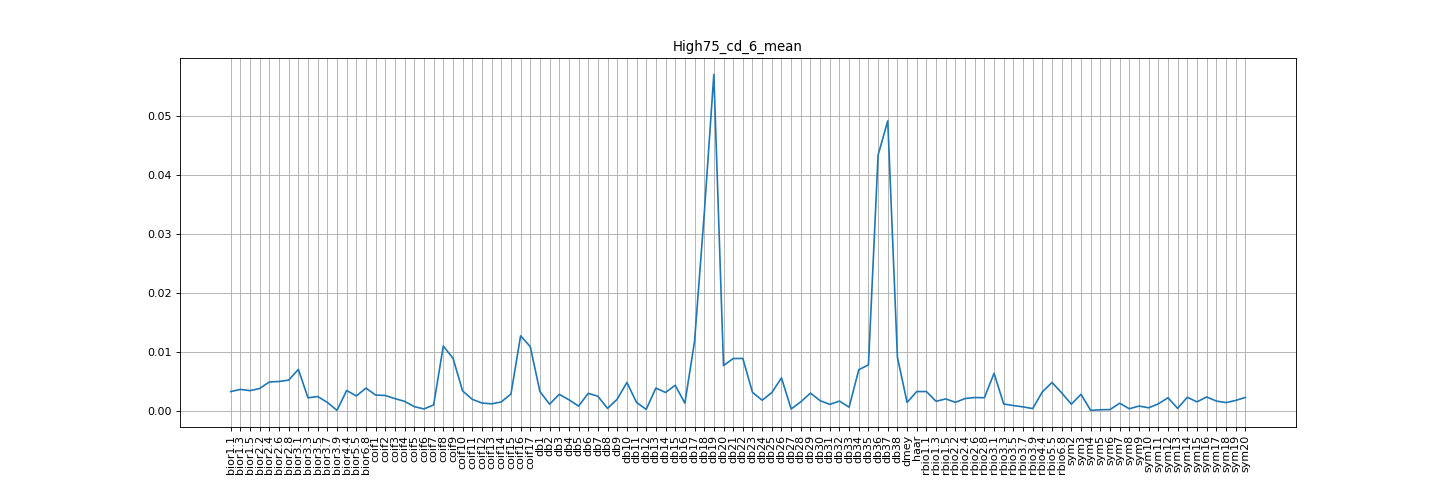 High75_cd_6_mean
0.05
0.04
0.03
0.02
0.01
0.00
bior1.1
bior1.3
bior1.5
bior2.2
bior2.4
bior2.6
bior2.8
bior3.1
bior3.3
bior3.5
bior3.7
bior3.9
bior4.4
bior5.5
bior6.8
coif1
coif2
coif3
coif4
coif5
coif6
coif7
coif8
coif9
coif10
coif11
coif12
coif13
coif14
coif15
coif16
coif17
db1
db2
db3
db4
db5
db6
db7
db8
db9
db10
db11
db12
db13
db14
db15
db16
db17
db18
db19
db20
db21
db22
db23
db24
db25
db26
db27
db28
db29
db30
db31
db32
db33
db34
db35
db36
db37
db38
dmey
haar
rbio1.1
rbio1.3
rbio1.5
rbio2.2
rbio2.4
rbio2.6
rbio2.8
rbio3.1
rbio3.3
rbio3.5
rbio3.7
rbio3.9
rbio4.4
rbio5.5
rbio6.8
sym2
sym3
sym4
sym5
sym6
sym7
sym8
sym9
sym10
sym11
sym12
sym13
sym14
sym15
sym16
sym17
sym18
sym19
sym20